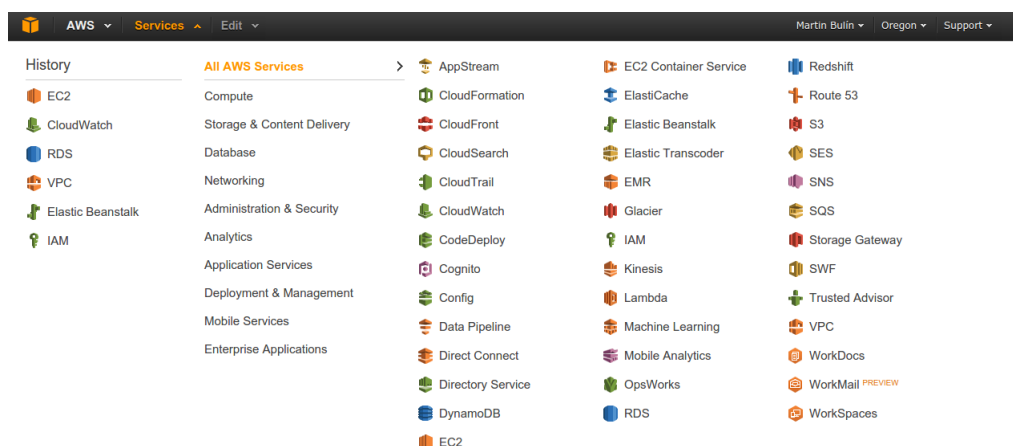 AWS Services Edit Martin Bulín Oregon Support
History
EC2
CloudWatch
RDS
VPC
Elastic Beanstalk
IAM
All AWS Services
Compute
Storage & Content Delivery
Database
Networking
Administration & Security
Analytics
Application Services
Deployment & Management
Mobile Services
Enterprise Applications
AppStream
CloudFormation
CloudFront
CloudSearch
CloudTrail
CloudWatch
CodeDeploy
Cognito
Config
Data Pipeline
Direct Connect
Directory Service
DynamoDB
EC2
EC2 Container Service
ElastiCache
Elastic Beanstalk
Elastic Transcoder
EMR
Glacier
IAM
Kinesis
Lambda
Machine Learning
Mobile Analytics
OpsWorks
RDS
Redshift
Route 53
S3
SES
SNS
SQS
Storage Gateway
SWF
Trusted Advisor
VPC
WorkDocs
WorkMail PREVIEW
WorkSpaces